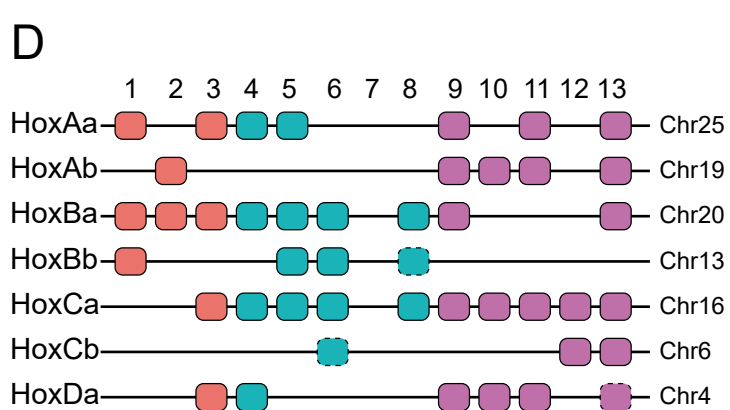 D
1 2 3 4 5 6 7 8 9 10 11 12 13
HoxAa Chr25
HoxAb Chr19
HoxBa Chr20
HoxBb Chr13
HoxCa Chr16
HoxCb Chr6
HoxDa Chr4